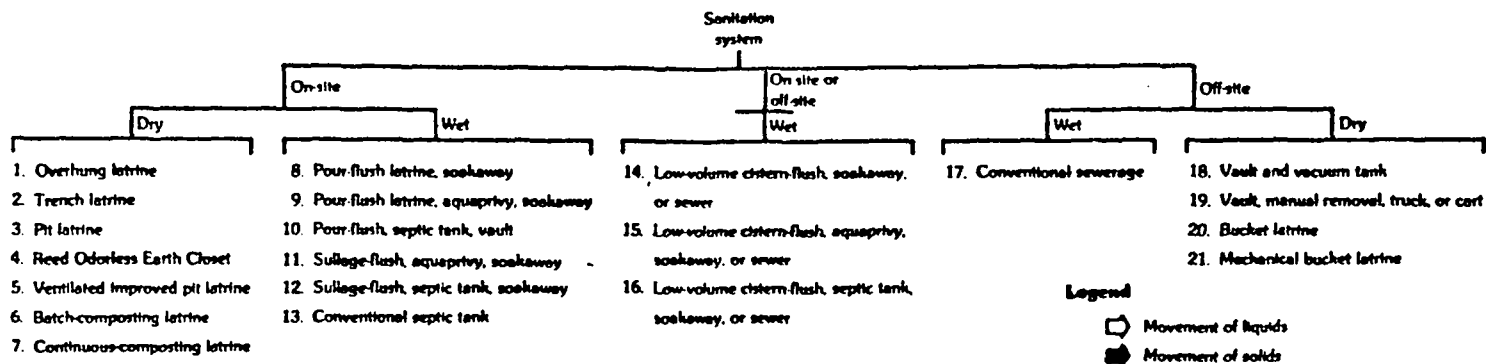 Sanitation
system
On-site
On site or
off-site
Off-site
Dry
Wet
Wet
Wet
Dry
1. Overhung latrine
2. Trench latrine
3. Pit latrine
4. Reed Odorless Earth Closet
5. Ventilated improved pit latrine
6. Batch-composting latrine
7. Continuous-composting latrine
8. Pour-flush latrine, soakaway
9. Pour-flush latrine, aquaprivy, soakaway
10. Pour-flush, septic tank, vault
11. Sullage-flush, aquaprivy, soakaway
12. Sullage-flush, septic tank, soakaway
13. Conventional septic tank
14. Low-volume cistern-flush, soakaway,
or sewer
15. Low-volume cistern-flush, aquaprivy,
soakaway, or sewer
16. Low-volume cistern-flush, septic tank,
soakaway, or sewer
17. Conventional sewerage
18. Vault and vacuum tank
19. Vault, manual removal, truck, or cart
20. Bucket latrine
21. Mechanical bucket latrine
Legend
Movement of liquids
Movement of solids